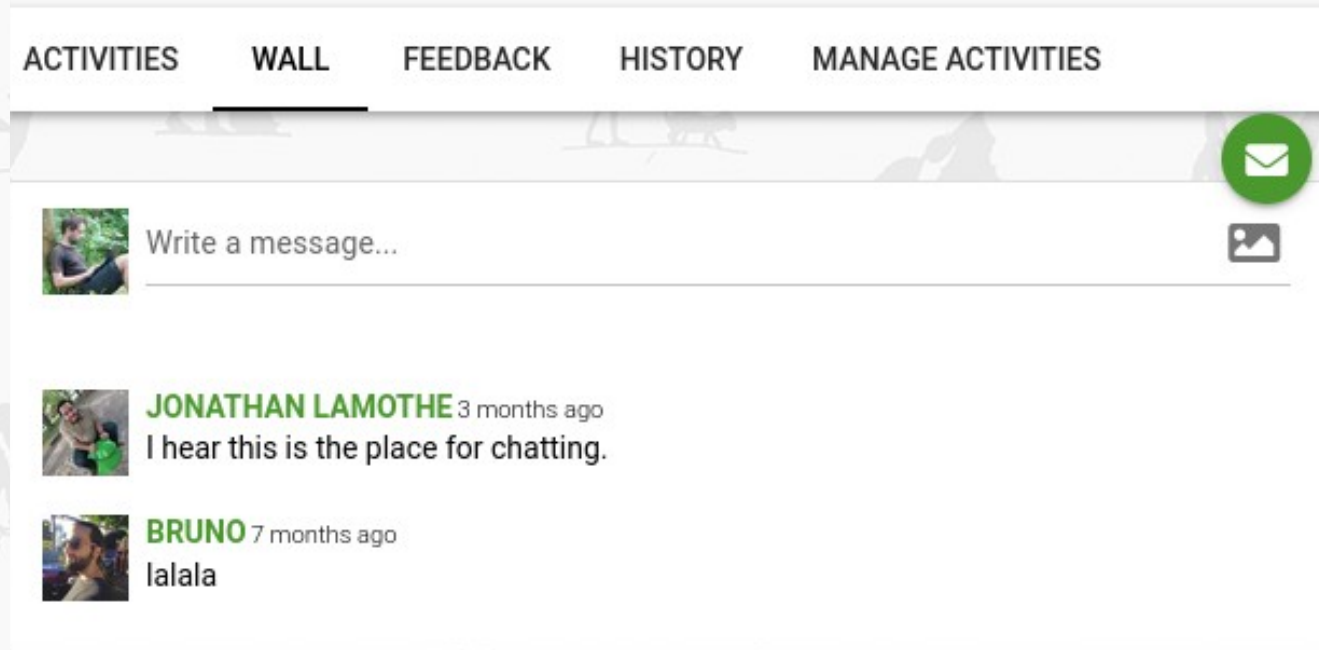 ACTIVITIES WALL FEEDBACK HISTORY MANAGE ACTIVITIES
Write a message...
JONATHAN LAMOTHE 3 months ago
I hear this is the place for chatting.
BRUNO 7 months ago
lalala